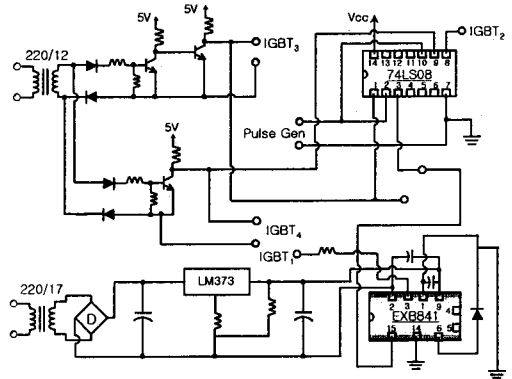 5V
5V
IGBT3
220/12
5V
IGBT4
Vcc
IGBT2
14 13 12 11 10 9 8
74LS08
1 2 3 4 5 6 7
Pulse Gen
IGBT1
220/17
D
LM373
2 3 1 9
EXB841
4
5
15 14 6